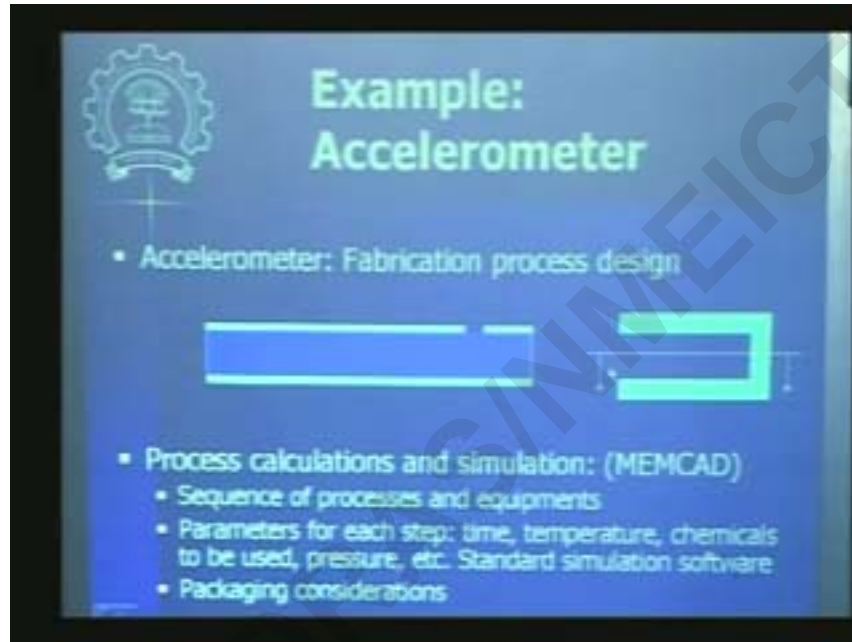 Example:
Accelerometer
▪ Accelerometer: Fabrication process design
▪ Process calculations and simulation: (MEMCAD)
▪ Sequence of processes and equipments
▪ Parameters for each step: time, temperature, chemicals
to be used, pressure, etc. Standard simulation software
▪ Packaging considerations
S/NMEICT